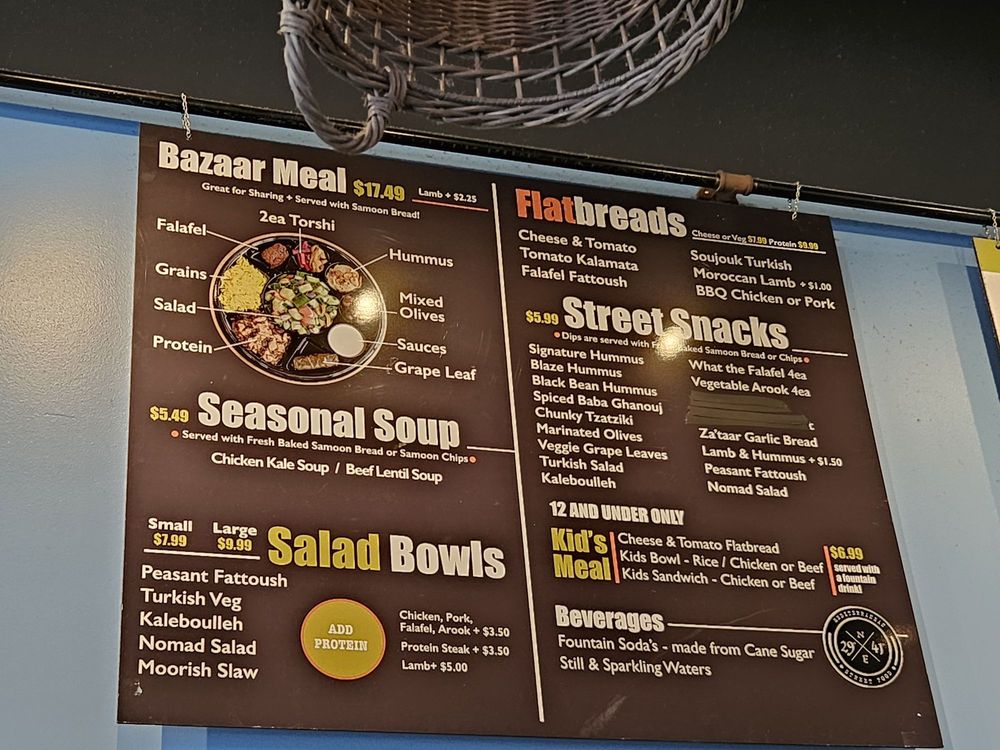 Bazaar Meal $17.49 Lamb + $2.25
Great for Sharing + Served with Samoon Bread!
2ea Torshi
Falafel
Hummus
Grains
Salad
Mixed
Olives
Protein
Sauces
Grape Leaf
$5.49 Seasonal Soup
Served with Fresh Baked Samoon Bread or Samoon Chips
Chicken Kale Soup / Beef Lentil Soup
Small Large
$7.99 $9.99
Salad Bowls
Peasant Fattoush
Turkish Veg
Kaleboulleh
Nomad Salad
Moorish Slaw
ADD
PROTEIN
Chicken, Pork,
Falafel, Arook + $3.50
Protein Steak + $3.50
Lamb+ $5.00
Flatbreads
Cheese or Veg $7.99 Protein $9.99
Cheese & Tomato
Tomato Kalamata
Falafel Fattoush
Soujouk Turkish
Moroccan Lamb + $1.00
BBQ Chicken or Pork
$5.99 Street Snacks
Dips are served with aked Samoon Bread or Chips
Signature Hummus
Blaze Hummus
Black Bean Hummus
Spiced Baba Ghanouj
Chunky Tzatziki
Marinated Olives
Veggie Grape Leaves
Turkish Salad
Kaleboulleh
What the Falafel 4ea
Vegetable Arook 4ea
Za'taar Garlic Bread
Lamb & Hummus + $1.50
Peasant Fattoush
Nomad Salad
12 AND UNDER ONLY
Kid's
Meal
Cheese & Tomato Flatbread
Kids Bowl - Rice / Chicken or Beef
Kids Sandwich - Chicken or Beef
$6.99
served with
a fountain
drink!
Beverages
Fountain Soda's - made from Cane Sugar
Still & Sparkling Waters
N
29 41
E
STREET FOOD